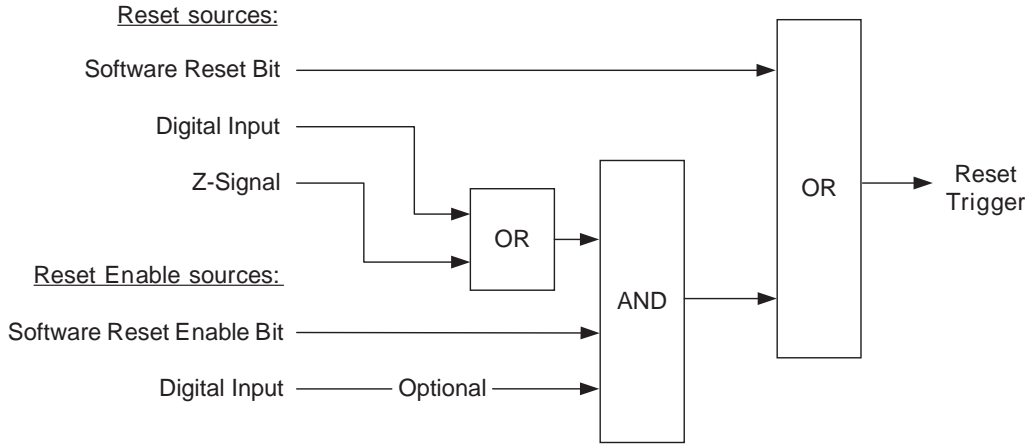 Reset sources:
Software Reset Bit
Digital Input
Z-Signal
OR
Reset Enable sources:
Software Reset Enable Bit
Digital Input
Optional
AND
OR
Reset
Trigger